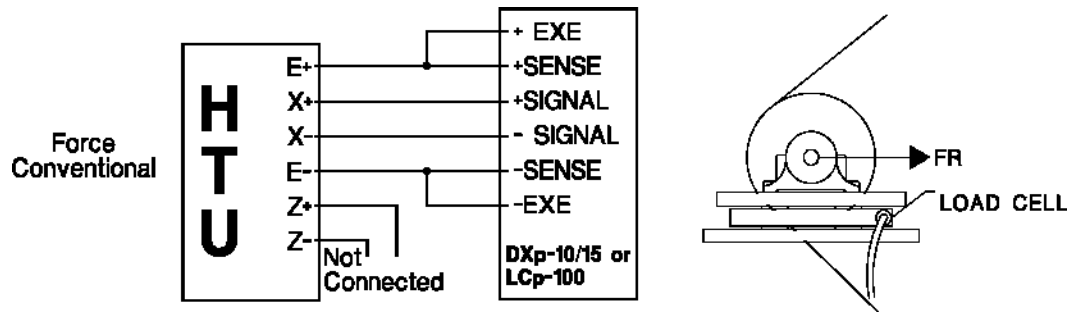 Force
Conventional
H
T
U
E+
X+
X-
E-
Z+
Z-
Not
Connected
+ EXE
+SENSE
+SIGNAL
- SIGNAL
-SENSE
-EXE
DXp-10/15 or
LCp-100
FR
LOAD CELL